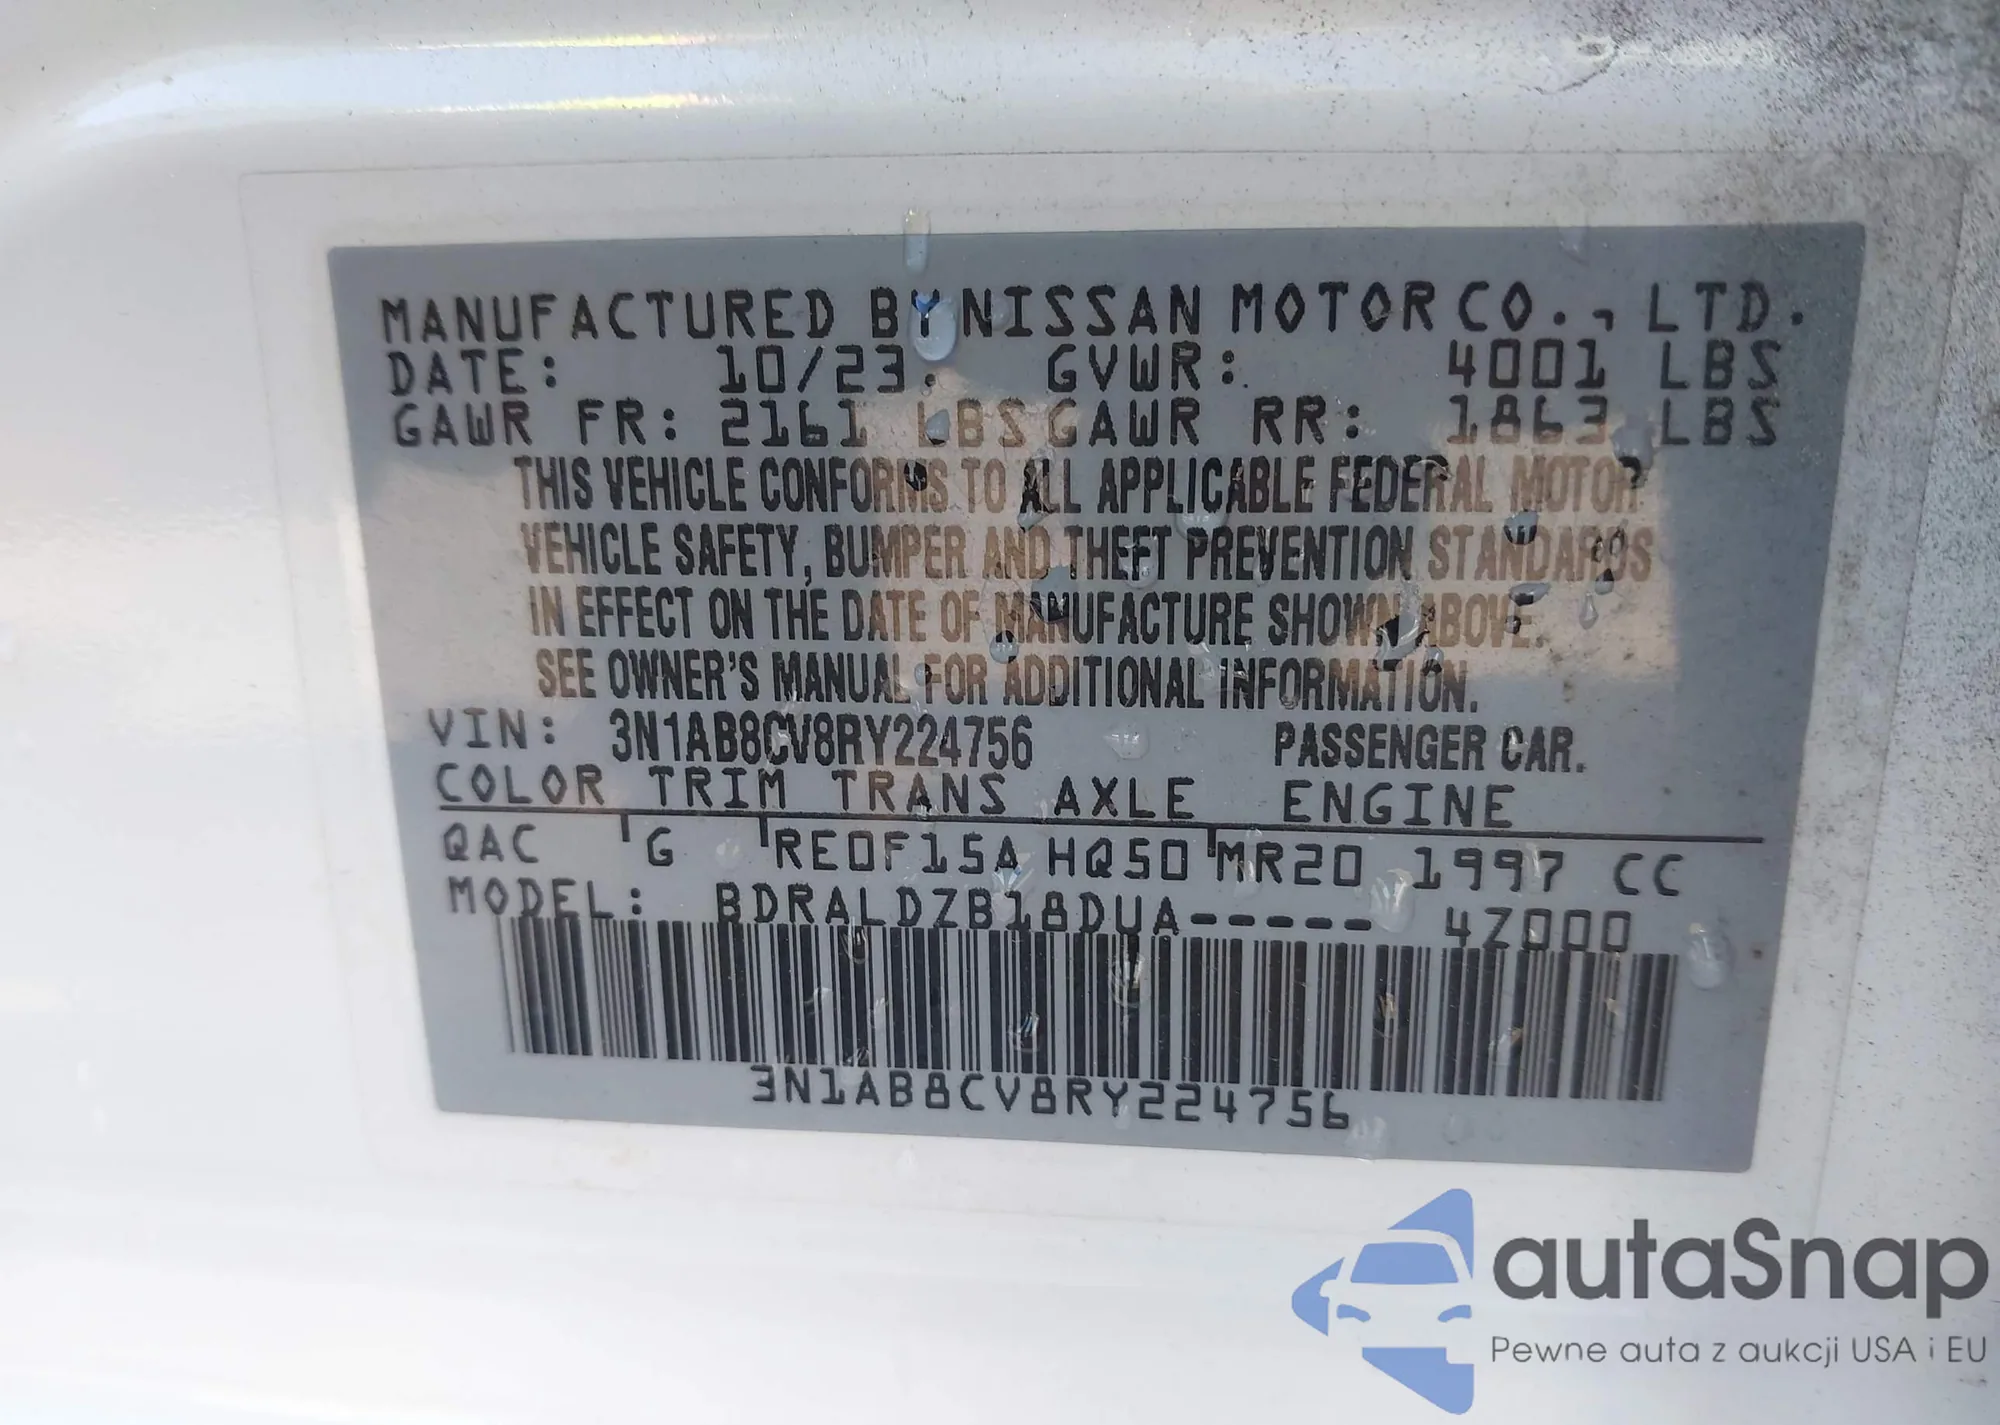 MANUFACTURED BY NISSAN MOTOR CO., LTD.
DATE: 10/23. GVWR: 4001 LBS
GAWR FR: 2161 LBS GAWR RR: 1863 LBS
THIS VEHICLE CONFORMS TO ALL APPLICABLE FEDERAL MOTOR
VEHICLE SAFETY, BUMPER AND THEFT PREVENTION STANDARDS
IN EFFECT ON THE DATE OF MANUFACTURE SHOWN ABOVE.
SEE OWNER'S MANUAL FOR ADDITIONAL INFORMATION.
VIN: 3N1AB8CV8RY224756 PASSENGER CAR.
COLOR TRIM TRANS AXLE ENGINE
QAC G RE0F15A HQ50 MR20 1997 CC
MODEL: BDRALDZB18DUA----- 4Z000
3N1AB8CV8RY224756
autaSnap
Pewne auta z aukcji USA i EU